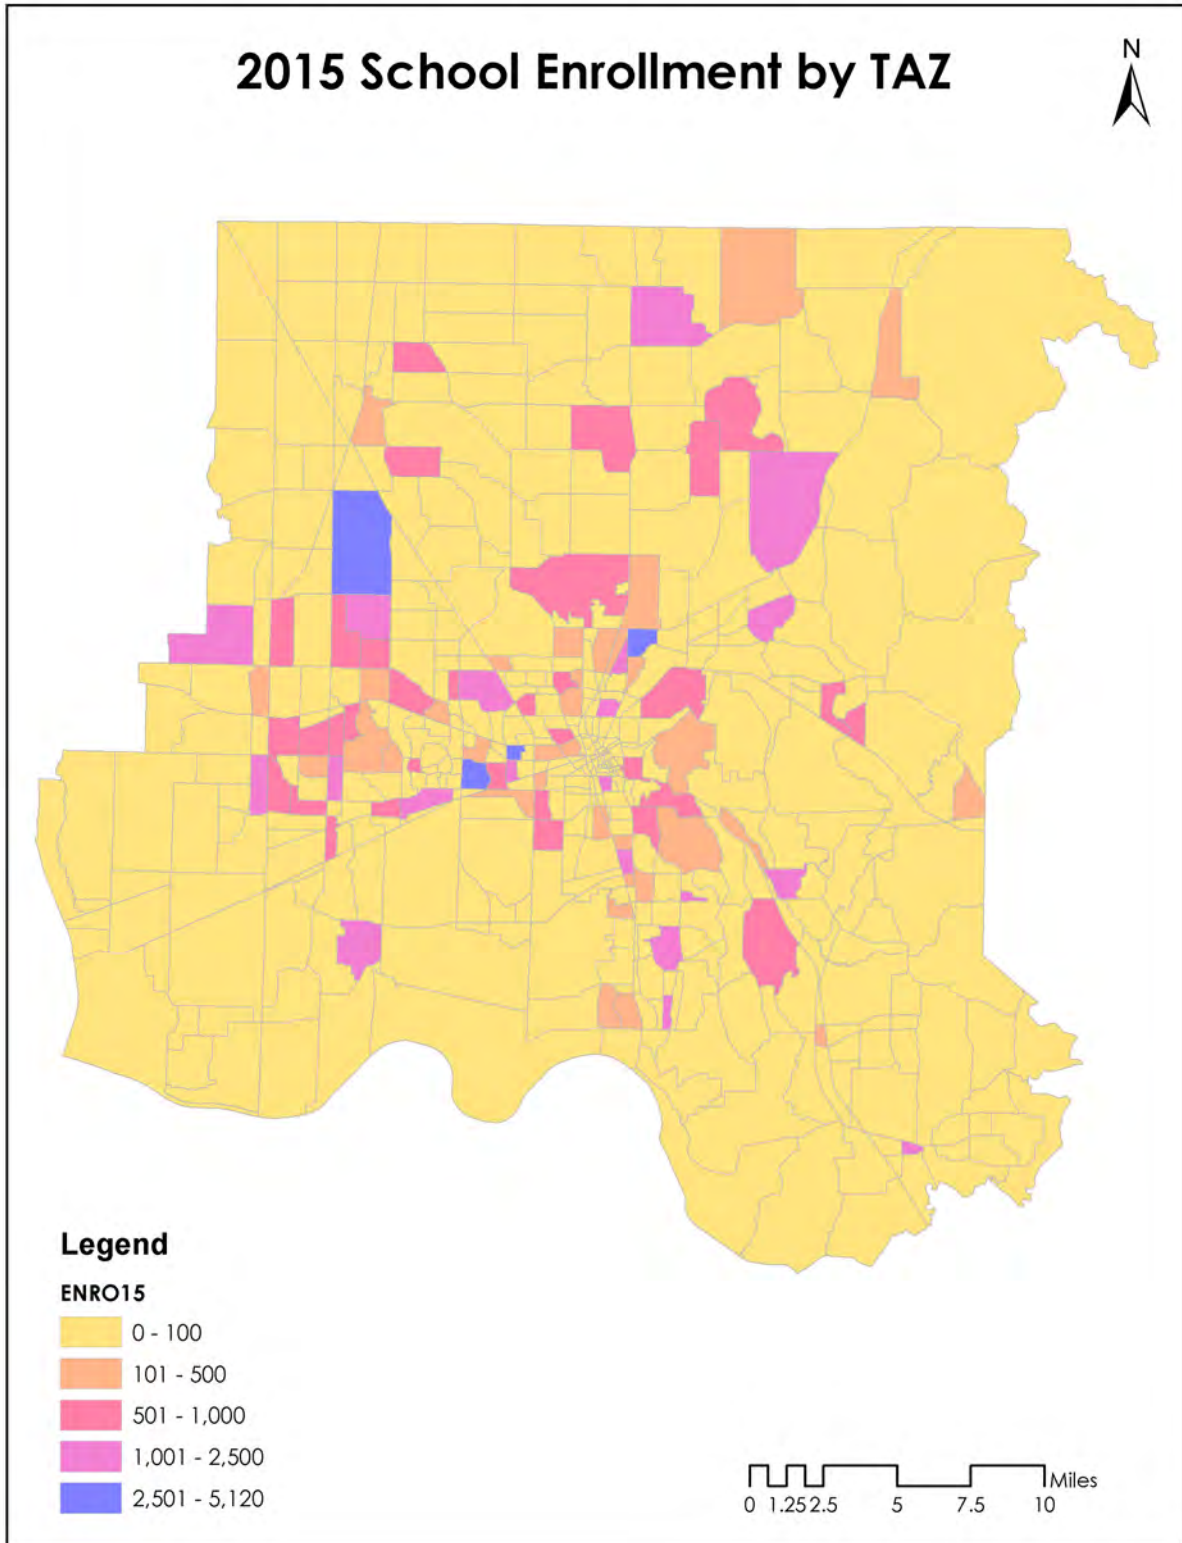 2015 School Enrollment by TAZ
N
Legend
ENRO15
0 - 100
101 - 500
501 - 1,000
1,001 - 2,500
2,501 - 5,120
Miles
0 1.25 2.5 5 7.5 10